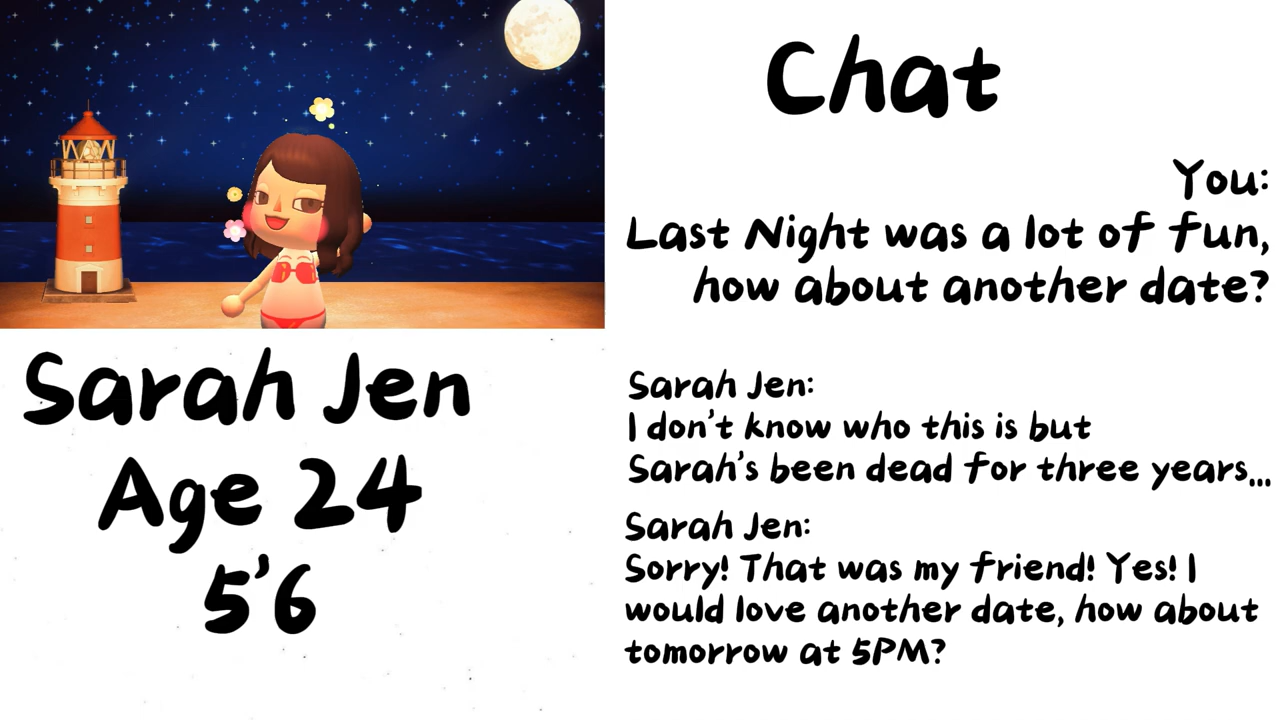 Sarah Jen
Age 24
5'6
Chat
You:
Last Night was a lot of fun,
how about another date?
Sarah Jen:
I don't know who this is but
Sarah's been dead for three years...
Sarah Jen:
Sorry! That was my friend! Yes! I
would love another date, how about
tomorrow at 5PM?